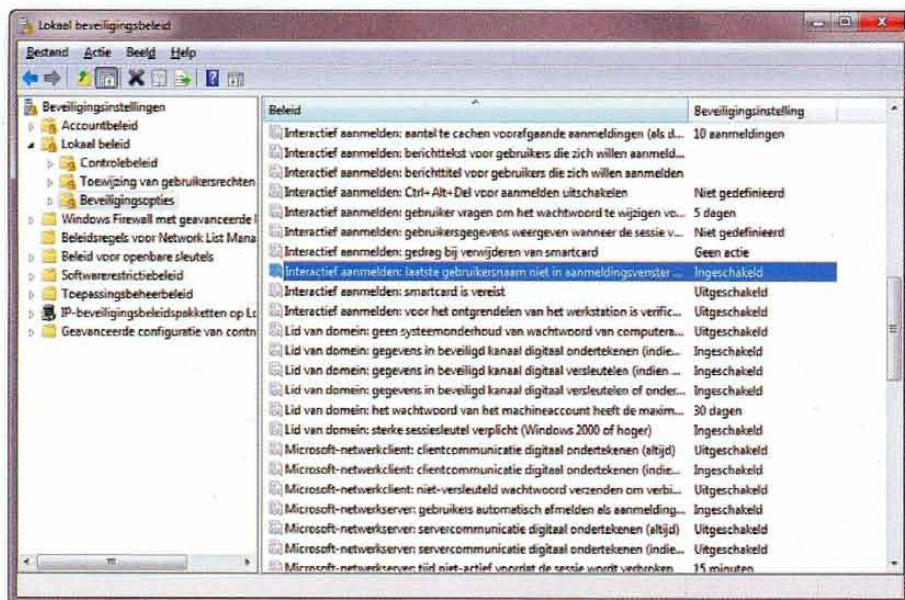 Lokaal beveiligingsbeleid
Bestand Actie Beeld Help
Beveiligingsinstellingen
Accountbeleid
Lokaal beleid
Controlebeleid
Toewijzing van gebruikersrechten
Beveiligingsopties
Windows Firewall met geavanceerde
Beleidsregels voor Network List Mana
Beleid voor openbare sleutels
Softwarerestrictiebeleid
Toepassingsbeheerbeleid
IP-beveiligingsbeleidspakketten op Lo
Geavanceerde configuratie van contr
Beleid Beveiligingsinstelling
Interactief aanmelden: aantal te cachen voorafgaande aanmeldingen (als d... 10 aanmeldingen
Interactief aanmelden: berichttekst voor gebruikers die zich willen aanmeld...
Interactief aanmelden: berichttitel voor gebruikers die zich willen aanmelden
Interactief aanmelden: Ctrl+Alt+Del voor aanmelden uitschakelen Niet gedefinieerd
Interactief aanmelden: gebruiker vragen om het wachtwoord te wijzigen vo... 5 dagen
Interactief aanmelden: gebruikersgegevens weergeven wanneer de sessie v... Niet gedefinieerd
Interactief aanmelden: gedrag bij verwijderen van smartcard Geen actie
Interactief aanmelden: laatste gebruikersnaam niet in aanmeldingsvenster ... Ingeschakeld
Interactief aanmelden: smartcard is vereist Uitgeschakeld
Interactief aanmelden: voor het ontgrendelen van het werkstation is verific... Uitgeschakeld
Lid van domein: geen systeemonderhoud van wachtwoord van computera... Uitgeschakeld
Lid van domein: gegevens in beveiligd kanaal digitaal ondertekenen (indie... Ingeschakeld
Lid van domein: gegevens in beveiligd kanaal digitaal versleutelen (indien ... Ingeschakeld
Lid van domein: gegevens in beveiligd kanaal digitaal versleutelen of onder... Ingeschakeld
Lid van domein: het wachtwoord van het machineaccount heeft de maxim... 30 dagen
Lid van domein: sterke sessiesleutel verplicht (Windows 2000 of hoger) Ingeschakeld
Microsoft-netwerkclient: clientcommunicatie digitaal ondertekenen (altijd) Uitgeschakeld
Microsoft-netwerkclient: clientcommunicatie digitaal ondertekenen (indie... Ingeschakeld
Microsoft-netwerkclient: niet-versleuteld wachtwoord verzenden om verbi... Uitgeschakeld
Microsoft-netwerkserver: gebruikers automatisch afmelden als aanmelding... Ingeschakeld
Microsoft-netwerkserver: servercommunicatie digitaal ondertekenen (altijd) Uitgeschakeld
Microsoft-netwerkserver: servercommunicatie digitaal ondertekenen (indie... Uitgeschakeld
Microsoft-netwerkserver: tijd niet-actief voordat de sessie wordt verbroken 15 minuten